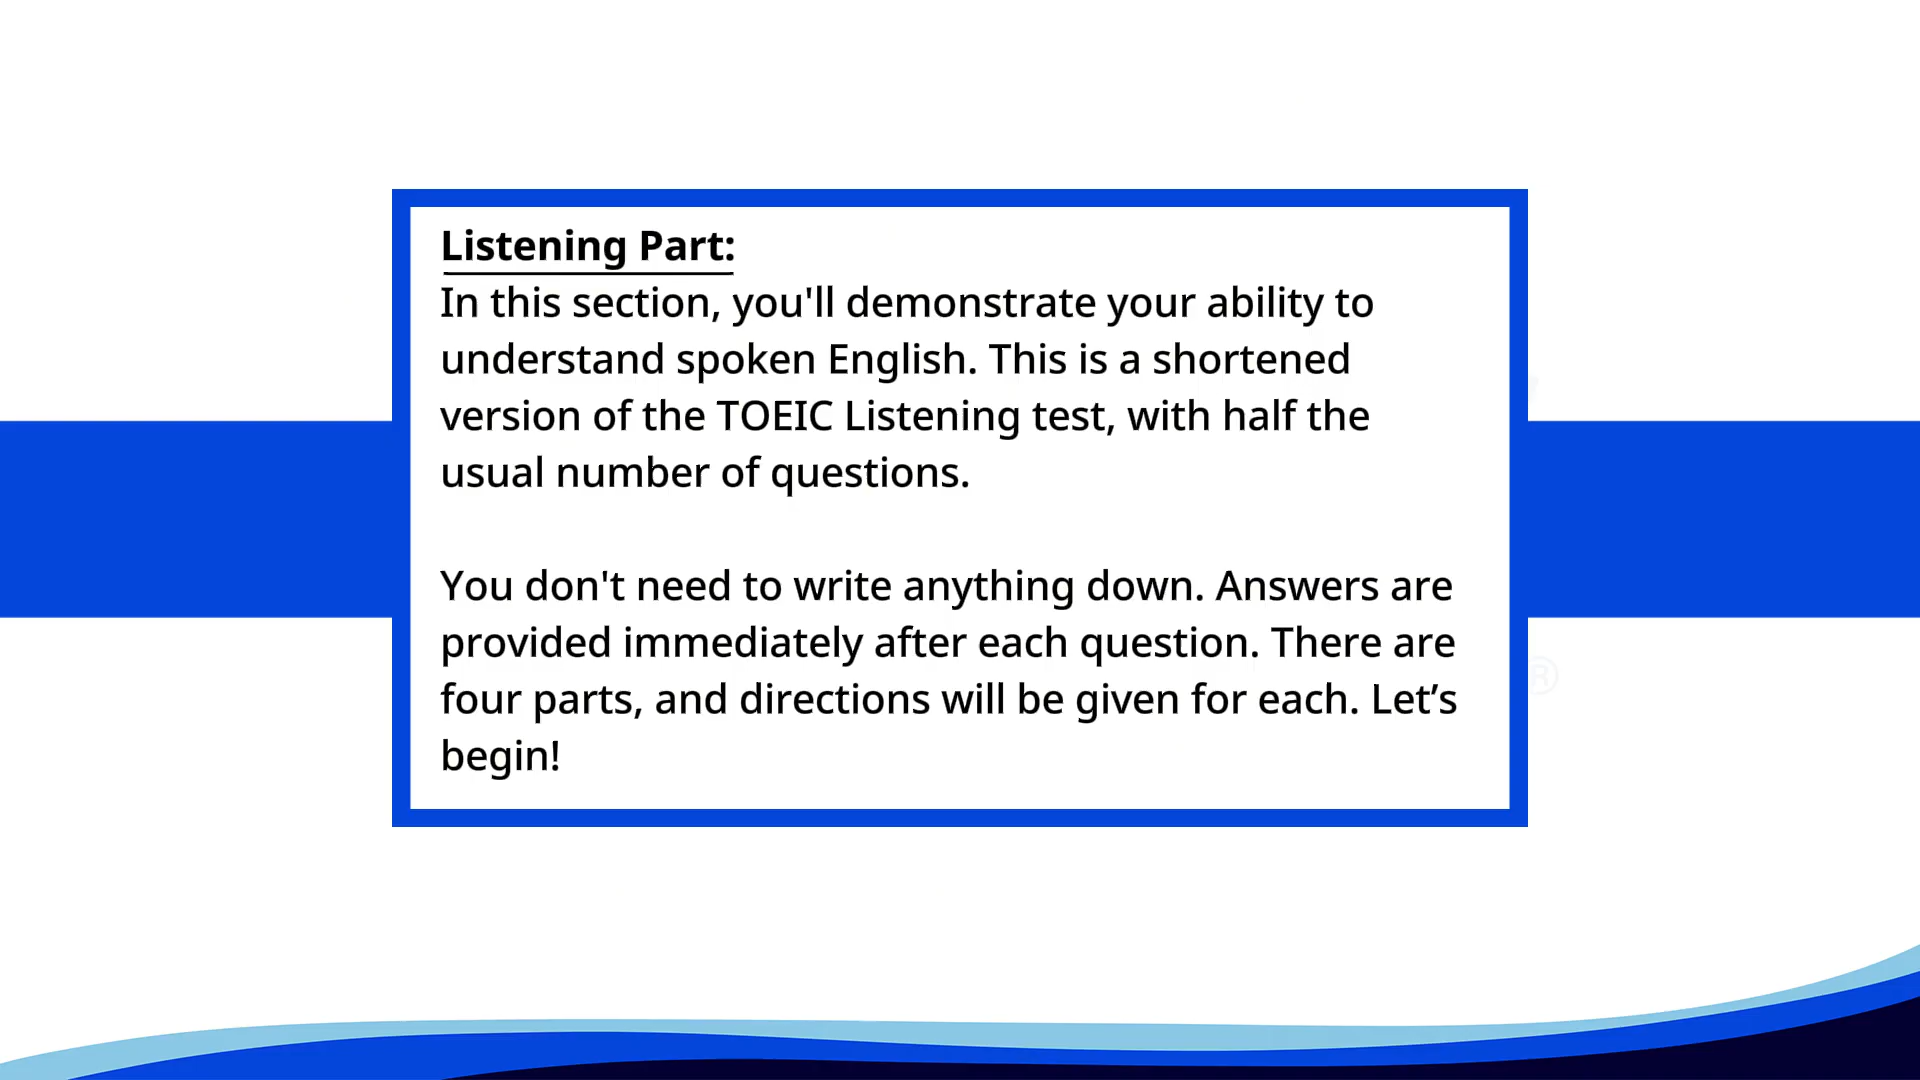 Listening Part:
In this section, you'll demonstrate your ability to
understand spoken English. This is a shortened
version of the TOEIC Listening test, with half the
usual number of questions.
You don't need to write anything down. Answers are
provided immediately after each question. There are
four parts, and directions will be given for each. Let’s
begin!
®